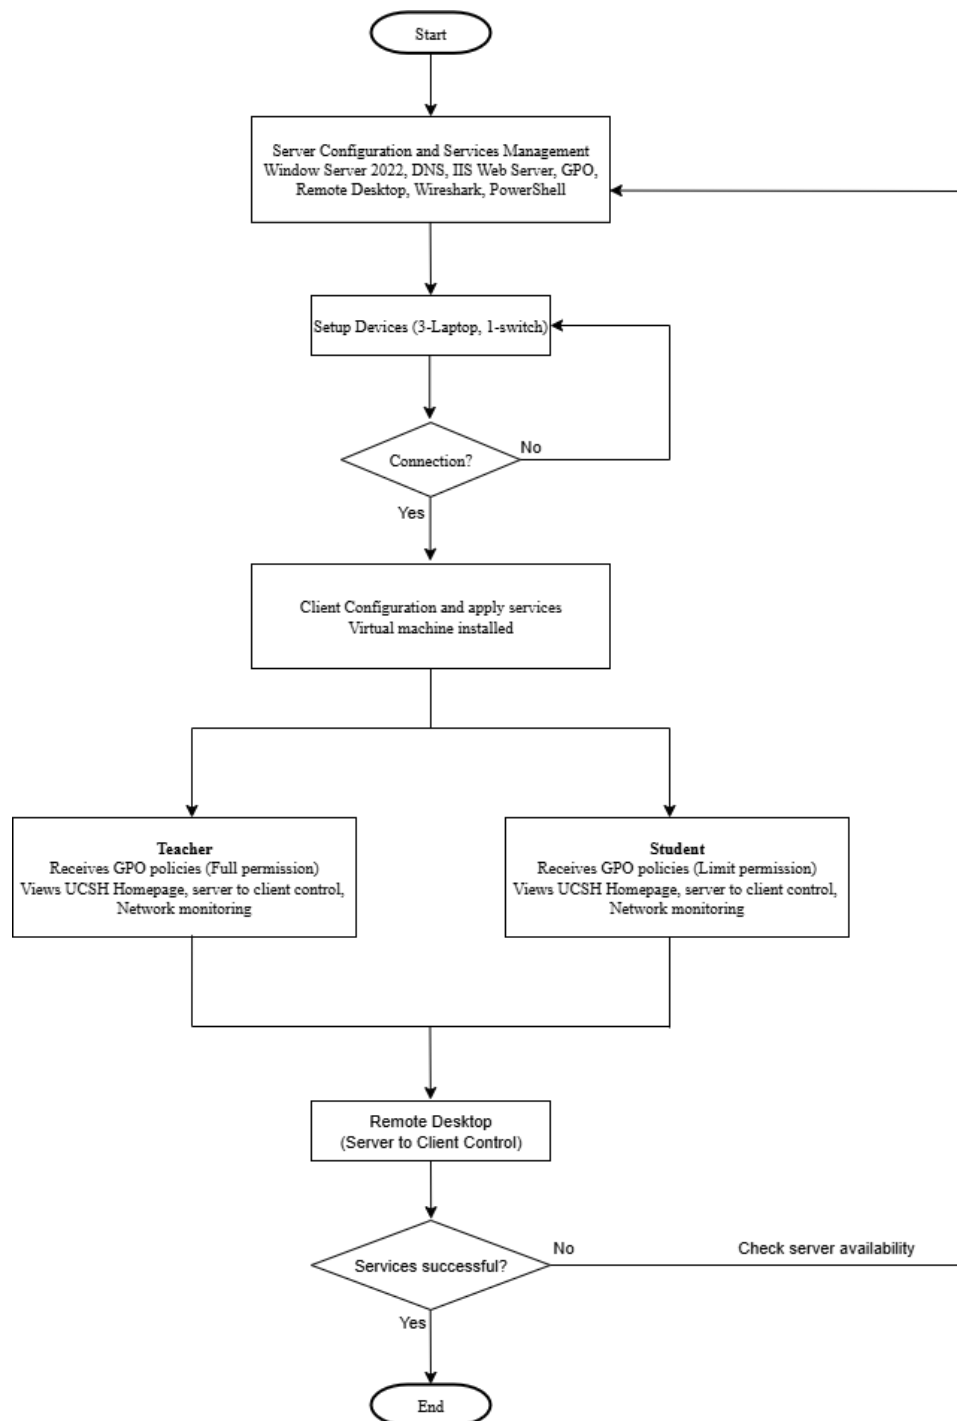 Start
Server Configuration and Services Management
Window Server 2022, DNS, IIS Web Server, GPO,
Remote Desktop, Wireshark, PowerShell
Setup Devices (3-Laptop, 1-switch)
Connection?
No
Yes
Client Configuration and apply services
Virtual machine installed
Teacher
Receives GPO policies (Full permission)
Views UCSH Homepage, server to client control,
Network monitoring
Student
Receives GPO policies (Limit permission)
Views UCSH Homepage, server to client control,
Network monitoring
Remote Desktop
(Server to Client Control)
Services successful?
No
Check server availability
Yes
End